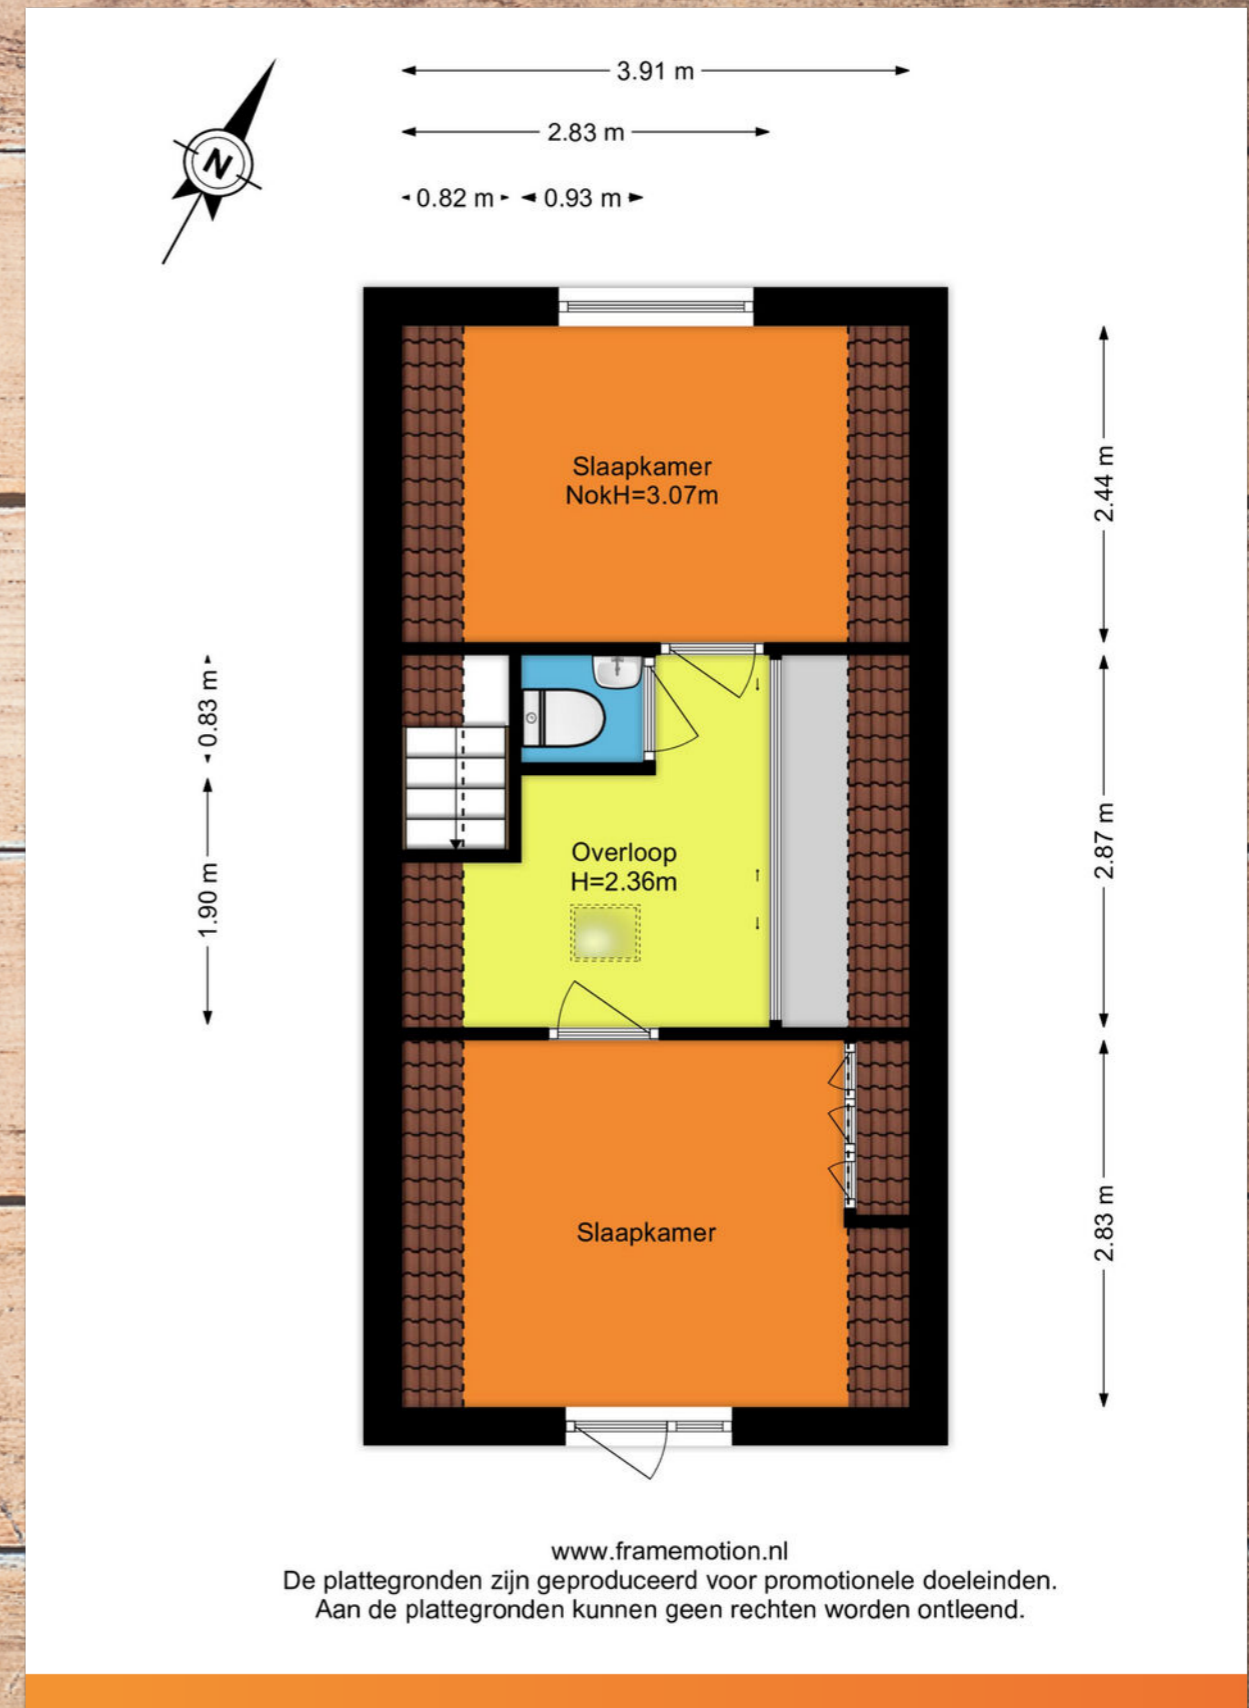 3.91 m
2.83 m
0.82 m
0.93 m
N
Slaapkamer
NokH=3.07m
2.44 m
0.83 m
2.87 m
Overloop
H=2.36m
1.90 m
Slaapkamer
2.83 m
www.framemotion.nl
De plattegronden zijn geproduceerd voor promotionele doeleinden.
Aan de plattegronden kunnen geen rechten worden ontleend.